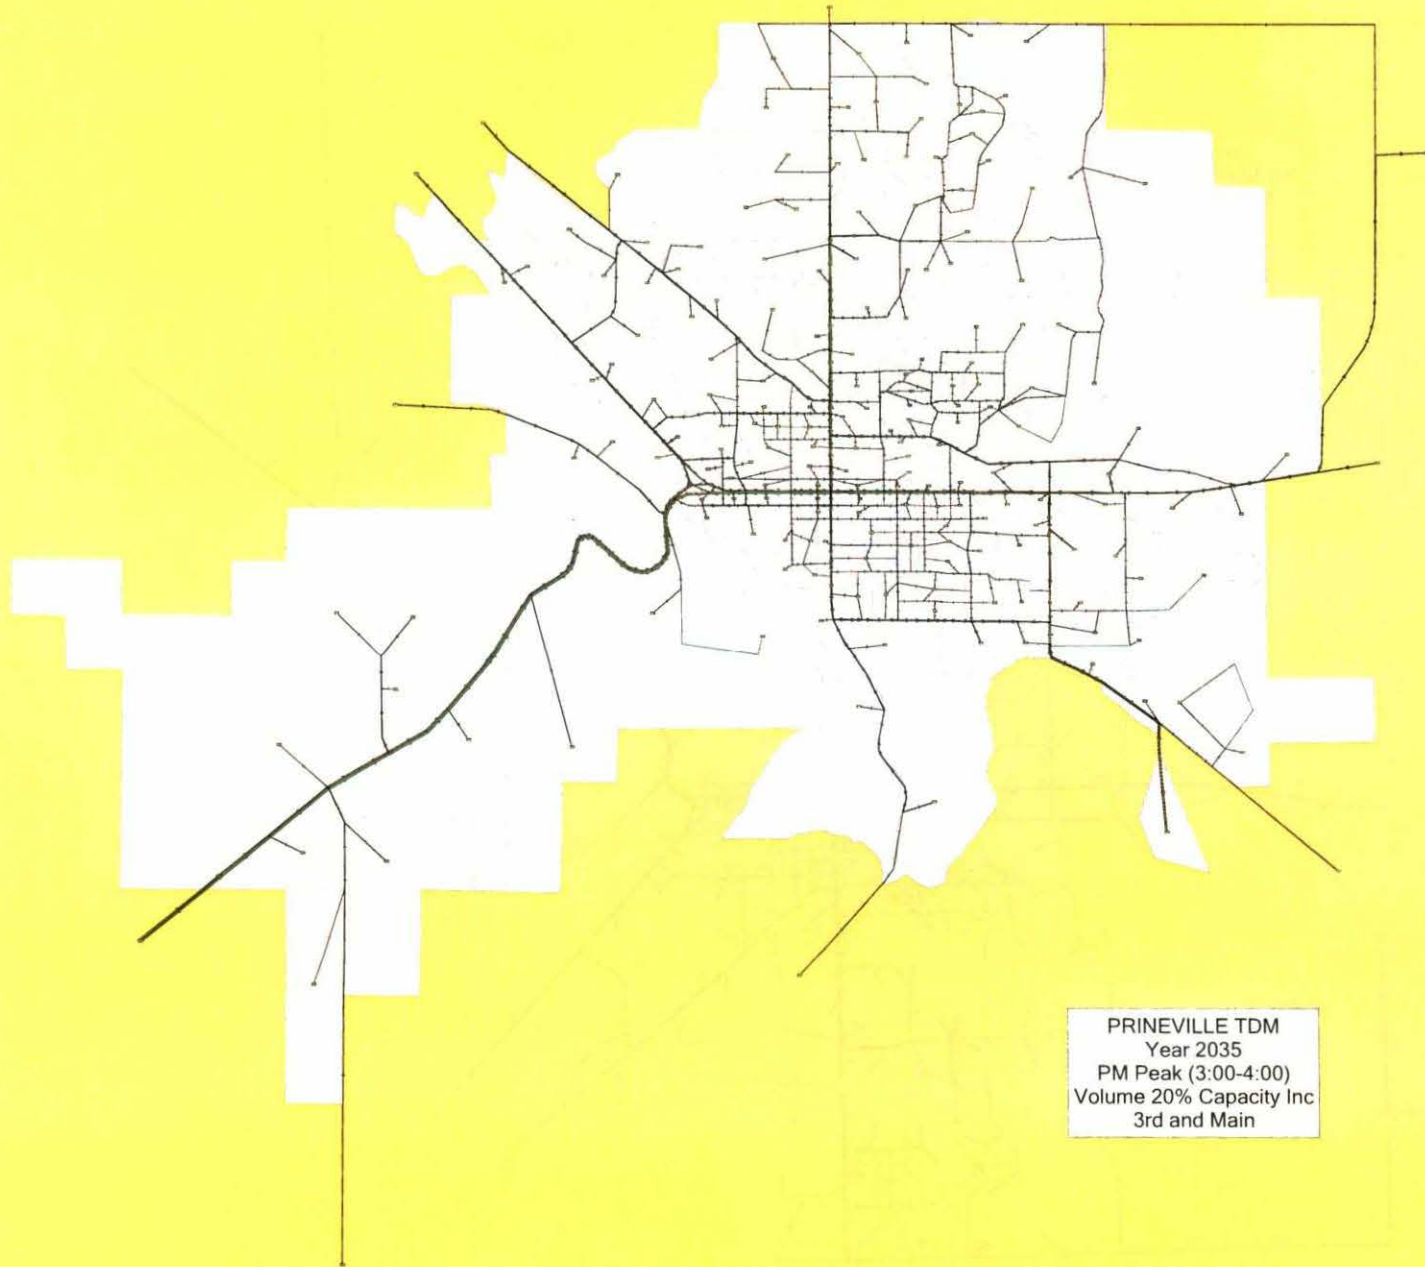 PRINEVILLE TDM
Year 2035
PM Peak (3:00-4:00)
Volume 20% Capacity Inc
3rd and Main